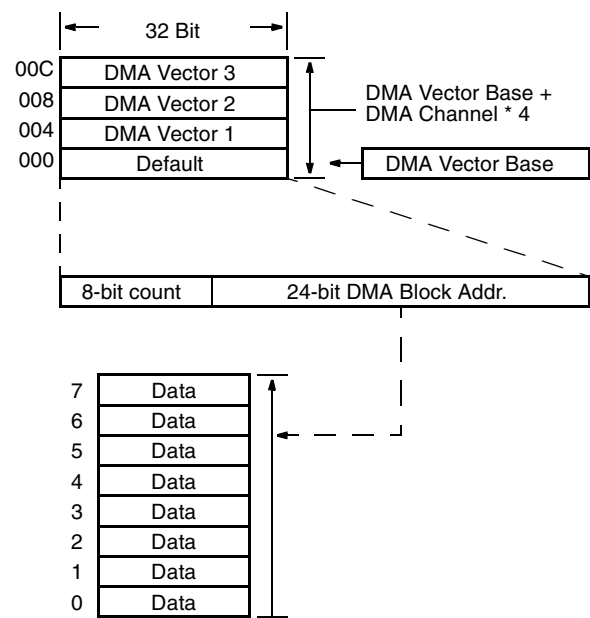 32 Bit
00C DMA Vector 3
008 DMA Vector 2
004 DMA Vector 1
000 Default
DMA Vector Base +
DMA Channel * 4
DMA Vector Base
8-bit count 24-bit DMA Block Addr.
7 Data
6 Data
5 Data
4 Data
3 Data
2 Data
1 Data
0 Data